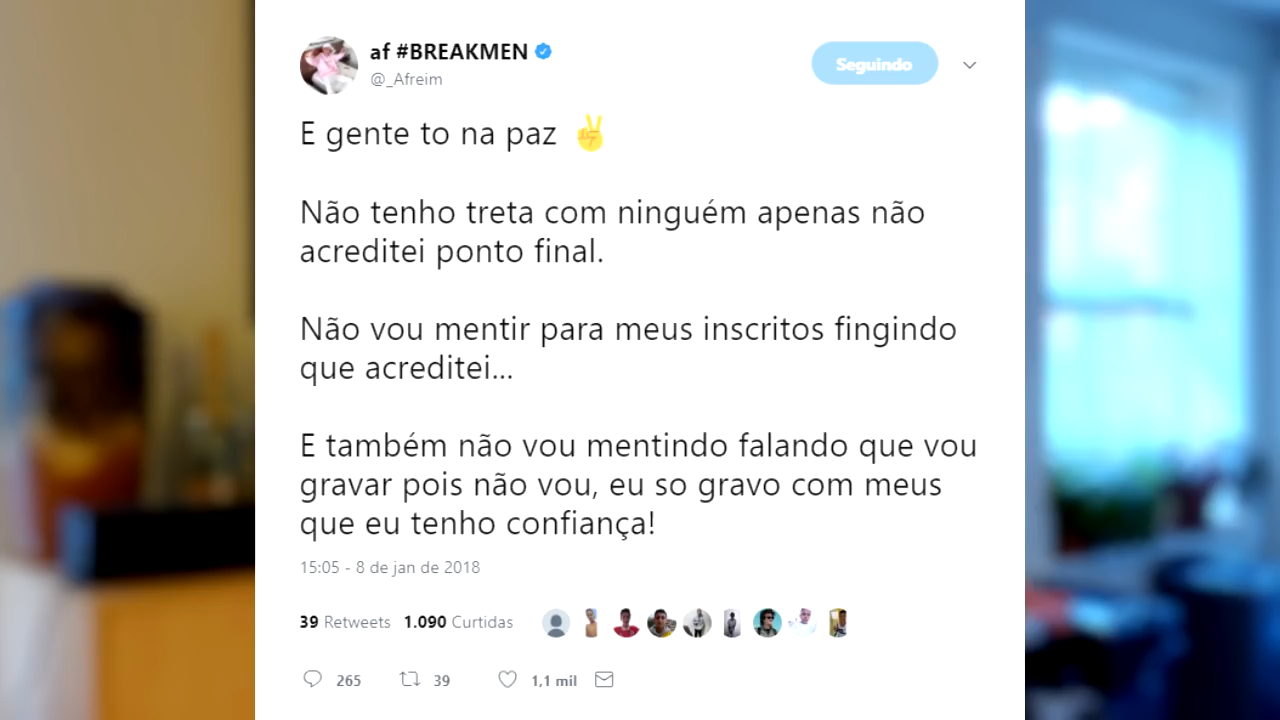 af #BREAKMEN
Seguindo
@_Afreim
E gente to na paz ✌
Não tenho treta com ninguém apenas não
acreditei ponto final.
Não vou mentir para meus inscritos fingindo
que acreditei...
E também não vou mentindo falando que vou
gravar pois não vou, eu so gravo com meus
que eu tenho confiança!
15:05 - 8 de jan de 2018
39 Retweets 1.090 Curtidas
265 39 1,1 mil